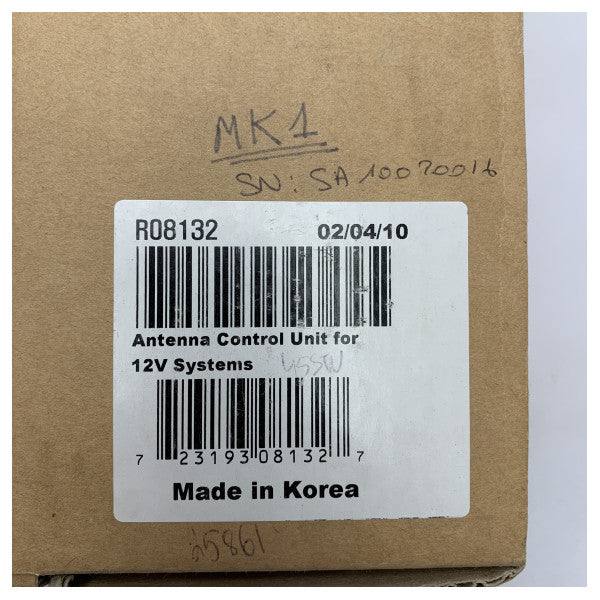 MK1
SN: SA10070016
R08132 02/04/10
Antenna Control Unit for
12V Systems
7 23193 08132 7
Made in Korea